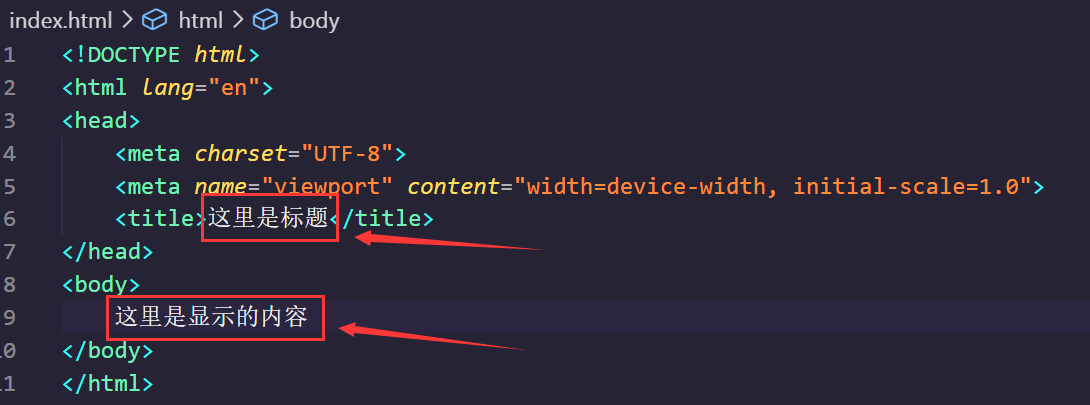 index.html > html > body
1 <!DOCTYPE html>
2 <html lang="en">
3 <head>
4 <meta charset="UTF-8">
5 <meta name="viewport" content="width=device-width, initial-scale=1.0">
6 <title>这里是标题</title>
7 </head>
8 <body>
9 这里是显示的内容
10 </body>
11 </html>